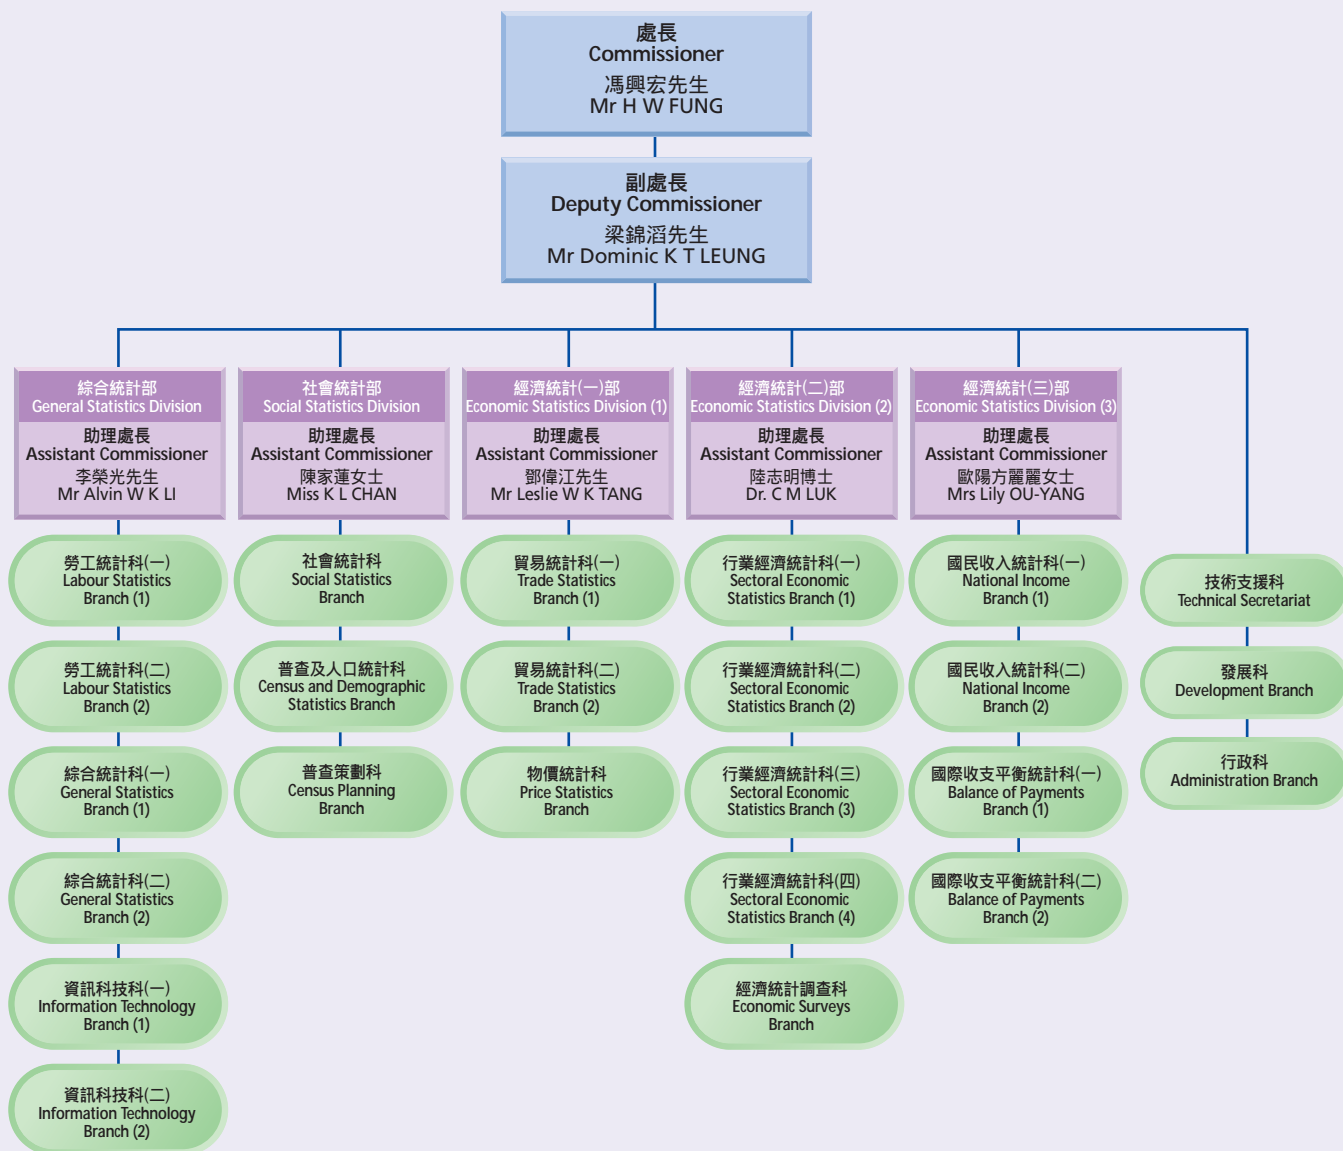 處長
Commissioner
馮興宏先生
Mr H W FUNG
副處長
Deputy Commissioner
梁錦滔先生
Mr Dominic K T LEUNG
綜合統計部
General Statistics Division
助理處長
Assistant Commissioner
李榮光先生
Mr Alvin W K LI
勞工統計科(一)
Labour Statistics
Branch (1)
勞工統計科(二)
Labour Statistics
Branch (2)
綜合統計科(一)
General Statistics
Branch (1)
綜合統計科(二)
General Statistics
Branch (2)
資訊科技科(一)
Information Technology
Branch (1)
資訊科技科(二)
Information Technology
Branch (2)
社會統計部
Social Statistics Division
助理處長
Assistant Commissioner
陳家蓮女士
Miss K L CHAN
社會統計科
Social Statistics
Branch
普查及人口統計科
Census and Demographic
Statistics Branch
普查策劃科
Census Planning
Branch
經濟統計(一)部
Economic Statistics Division (1)
助理處長
Assistant Commissioner
鄧偉江先生
Mr Leslie W K TANG
貿易統計科(一)
Trade Statistics
Branch (1)
貿易統計科(二)
Trade Statistics
Branch (2)
物價統計科
Price Statistics
Branch
經濟統計(二)部
Economic Statistics Division (2)
助理處長
Assistant Commissioner
陸志明博士
Dr. C M LUK
行業經濟統計科(一)
Sectoral Economic
Statistics Branch (1)
行業經濟統計科(二)
Sectoral Economic
Statistics Branch (2)
行業經濟統計科(三)
Sectoral Economic
Statistics Branch (3)
行業經濟統計科(四)
Sectoral Economic
Statistics Branch (4)
經濟統計調查科
Economic Surveys
Branch
經濟統計(三)部
Economic Statistics Division (3)
助理處長
Assistant Commissioner
歐陽方麗麗女士
Mrs Lily OU-YANG
國民收入統計科(一)
National Income
Branch (1)
國民收入統計科(二)
National Income
Branch (2)
國際收支平衡統計科(一)
Balance of Payments
Branch (1)
國際收支平衡統計科(二)
Balance of Payments
Branch (2)
技術支援科
Technical Secretariat
發展科
Development Branch
行政科
Administration Branch